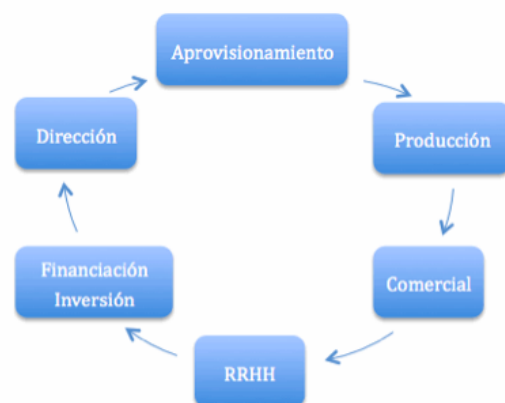 Aprovisionamiento
Producción
Comercial
RRHH
Financiación
Inversión
Dirección